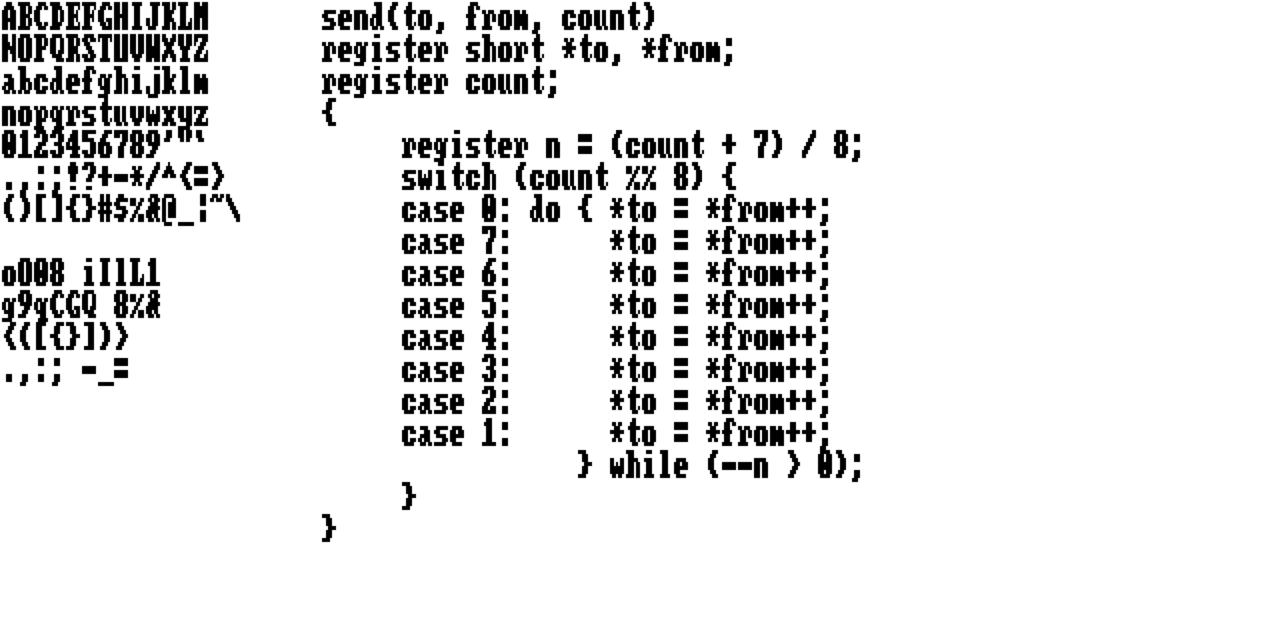 ABCDEFGHIJKLM
NOPQRSTUVWXYZ
abcdefghijklm
nopqrstuvwxyz
0123456789'"`
.,:;!?+-*/^<=>
()[]{}#$%&@_|~\
oO08 iIlL1
g9qCGQ 8%&
<([{}])>
.,:; -_=
send(to, from, count)
register short *to, *from;
register count;
{
     register n = (count + 7) / 8;
     switch (count %% 8) {
     case 0: do { *to = *from++;
     case 7:      *to = *from++;
     case 6:      *to = *from++;
     case 5:      *to = *from++;
     case 4:      *to = *from++;
     case 3:      *to = *from++;
     case 2:      *to = *from++;
     case 1:      *to = *from++;
                } while (--n > 0);
     }
}